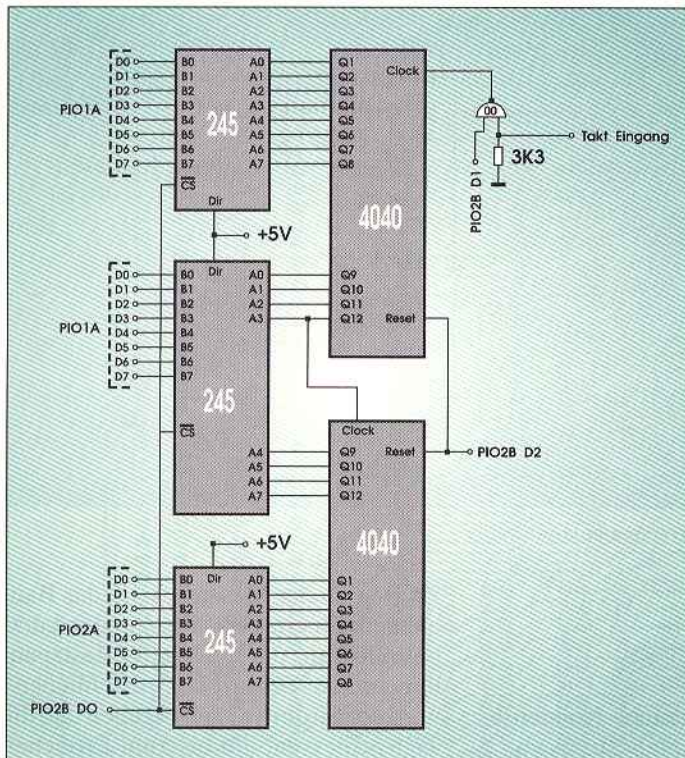 D0 B0 A0 Q1
D1 B1 A1 Q2 Clock
D2 B2 A2 Q3
PIO1A D3 B3 A3 Q4
D4 B4 245 A4 Q5 00
D5 B5 A5 Q6 Takt Eingang
D6 B6 A6 Q7
D7 B7 A7 Q8 3K3
CS
Dir
PIO2B D1
4040
+5V
Dir
D0 B0 A0 Q9
D1 B1 A1 Q10
D2 B2 A2 Q11
PIO1A D3 B3 A3 Q12 Reset
D4 B4
D5 B5
D6 B6
D7 B7
245
CS
Clock
A4 Q9 Reset PIO2B D2
A5 Q10
A6 Q11
A7 Q12
4040
+5V
Dir
D0 B0 A0 Q1
D1 B1 A1 Q2
D2 B2 A2 Q3
PIO2A D3 B3 A3 Q4
D4 B4 245 A4 Q5
D5 B5 A5 Q6
D6 B6 A6 Q7
D7 B7 A7 Q8
PIO2B DO CS